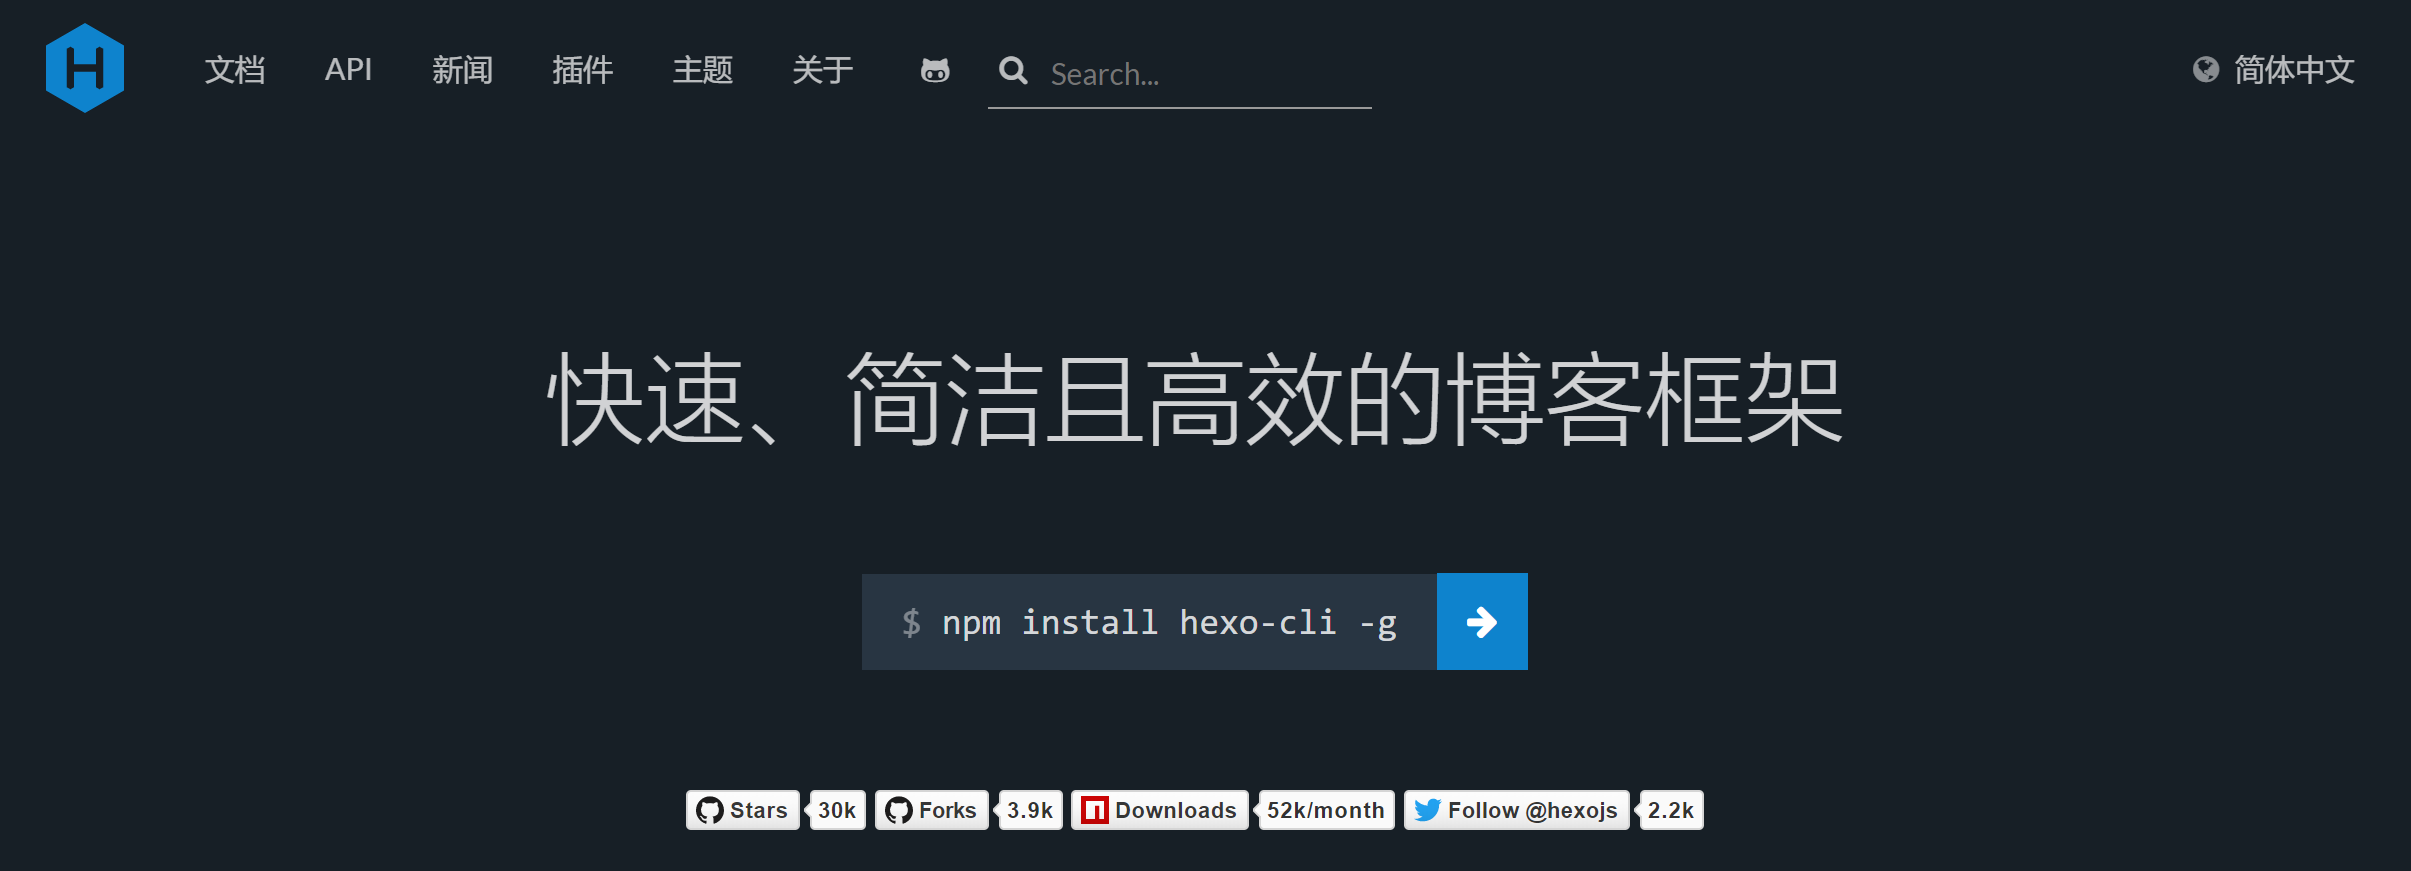 H 文档 API 新闻 插件 主题 关于 Search... 简体中文
快速、简洁且高效的博客框架
$ npm install hexo-cli -g
Stars 30k Forks 3.9k Downloads 52k/month Follow @hexojs 2.2k